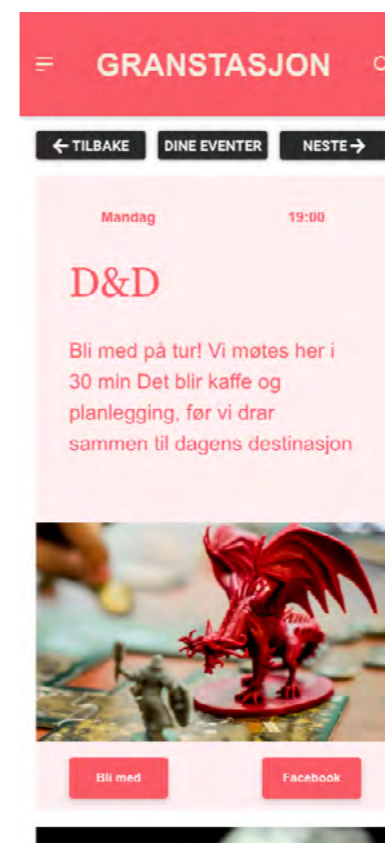 GRANSTASJON
←TILBAKE DINE EVENTER NESTE→
Mandag 19:00
D&D
Bli med på tur! Vi møtes her i
30 min Det blir kaffe og
planlegging, før vi drar
sammen til dagens destinasjon
Bli med Facebook